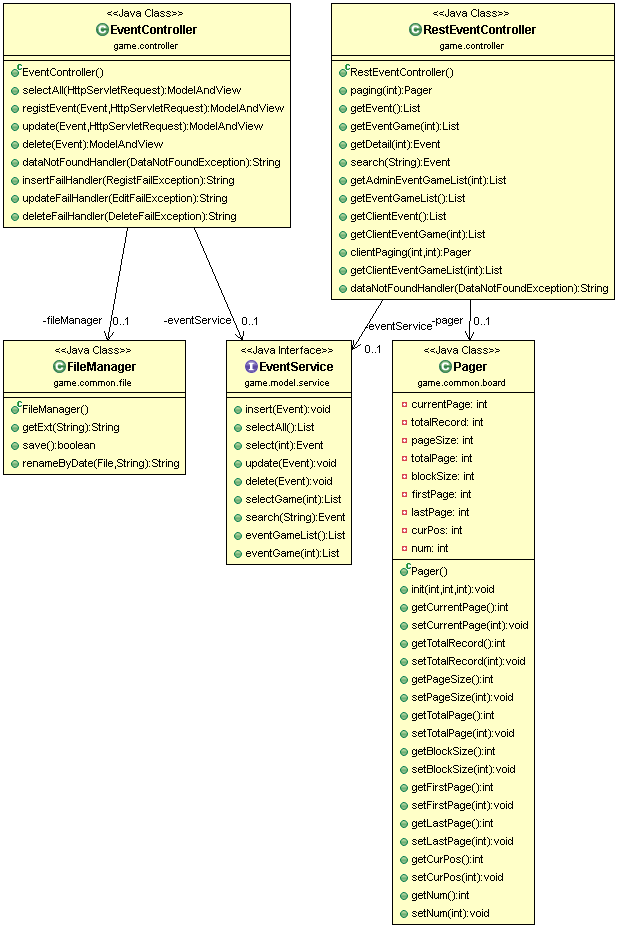 <<Java Class>>
EventController
game.controller
EventController()
selectAll(HttpServletRequest):ModelAndView
registEvent(Event,HttpServletRequest):ModelAndView
update(Event,HttpServletRequest):ModelAndView
delete(Event):ModelAndView
dataNotFoundHandler(DataNotFoundException):String
insertFailHandler(RegistFailException):String
updateFailHandler(EditFailException):String
deleteFailHandler(DeleteFailException):String
<<Java Class>>
RestEventController
game.controller
RestEventController()
paging(int):Pager
getEvent():List
getEventGame(int):List
getDetail(int):Event
search(String):Event
getAdminEventGameList(int):List
getEventGameList():List
getClientEvent():List
getClientEventGame(int):List
clientPaging(int,int):Pager
getClientEventGameList(int):List
dataNotFoundHandler(DataNotFoundException):String
-fileManager 0..1
-eventService 0..1
-eventService 0..1
-pager 0..1
<<Java Class>>
FileManager
game.common.file
FileManager()
getExt(String):String
save():boolean
renameByDate(File,String):String
<<Java Interface>>
EventService
game.model.service
insert(Event):void
selectAll():List
select(int):Event
update(Event):void
delete(Event):void
selectGame(int):List
search(String):Event
eventGameList():List
eventGame(int):List
<<Java Class>>
Pager
game.common.board
currentPage: int
totalRecord: int
pageSize: int
totalPage: int
blockSize: int
firstPage: int
lastPage: int
curPos: int
num: int
Pager()
init(int,int,int):void
getCurrentPage():int
setCurrentPage(int):void
getTotalRecord():int
setTotalRecord(int):void
getPageSize():int
setPageSize(int):void
getTotalPage():int
setTotalPage(int):void
getBlockSize():int
setBlockSize(int):void
getFirstPage():int
setFirstPage(int):void
getLastPage():int
setLastPage(int):void
getCurPos():int
setCurPos(int):void
getNum():int
setNum(int):void